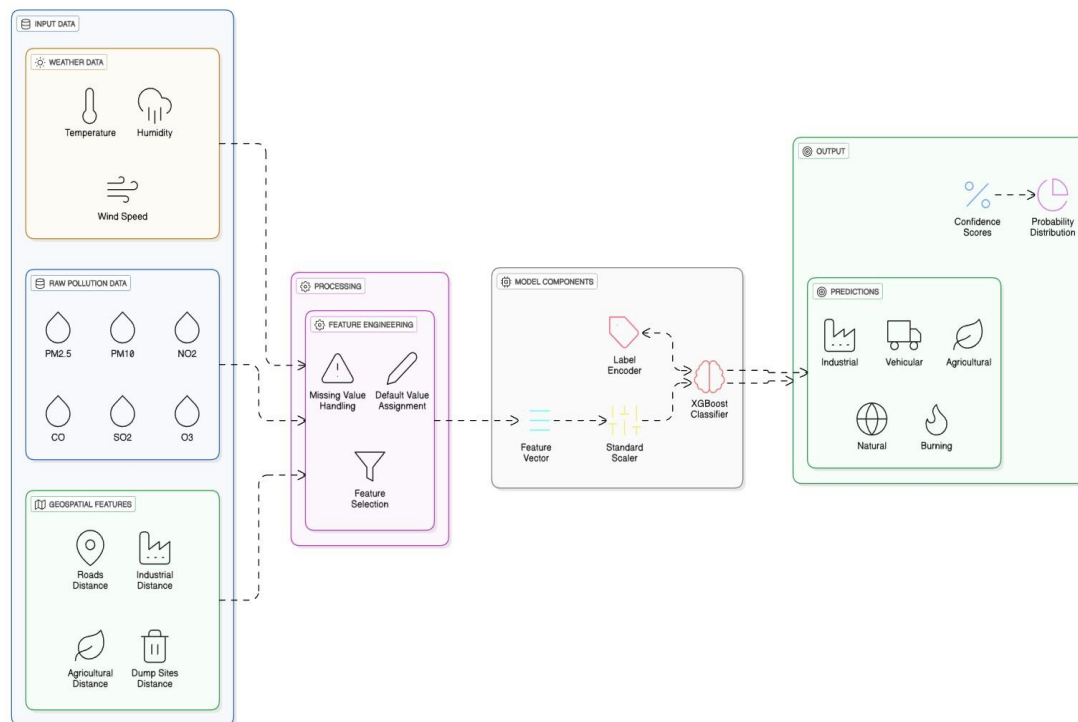 INPUT DATA
WEATHER DATA
Temperature
Humidity
Wind Speed
RAW POLLUTION DATA
PM2.5
PM10
NO2
CO
SO2
O3
GEOSPATIAL FEATURES
Roads
Distance
Industrial
Distance
Agricultural
Distance
Dump Sites
Distance
PROCESSING
FEATURE ENGINEERING
Missing Value
Handling
Default Value
Assignment
Feature
Selection
MODEL COMPONENTS
Label
Encoder
XGBoost
Classifier
Feature
Vector
Standard
Scaler
OUTPUT
Confidence
Scores
Probability
Distribution
PREDICTIONS
Industrial
Vehicular
Agricultural
Natural
Burning